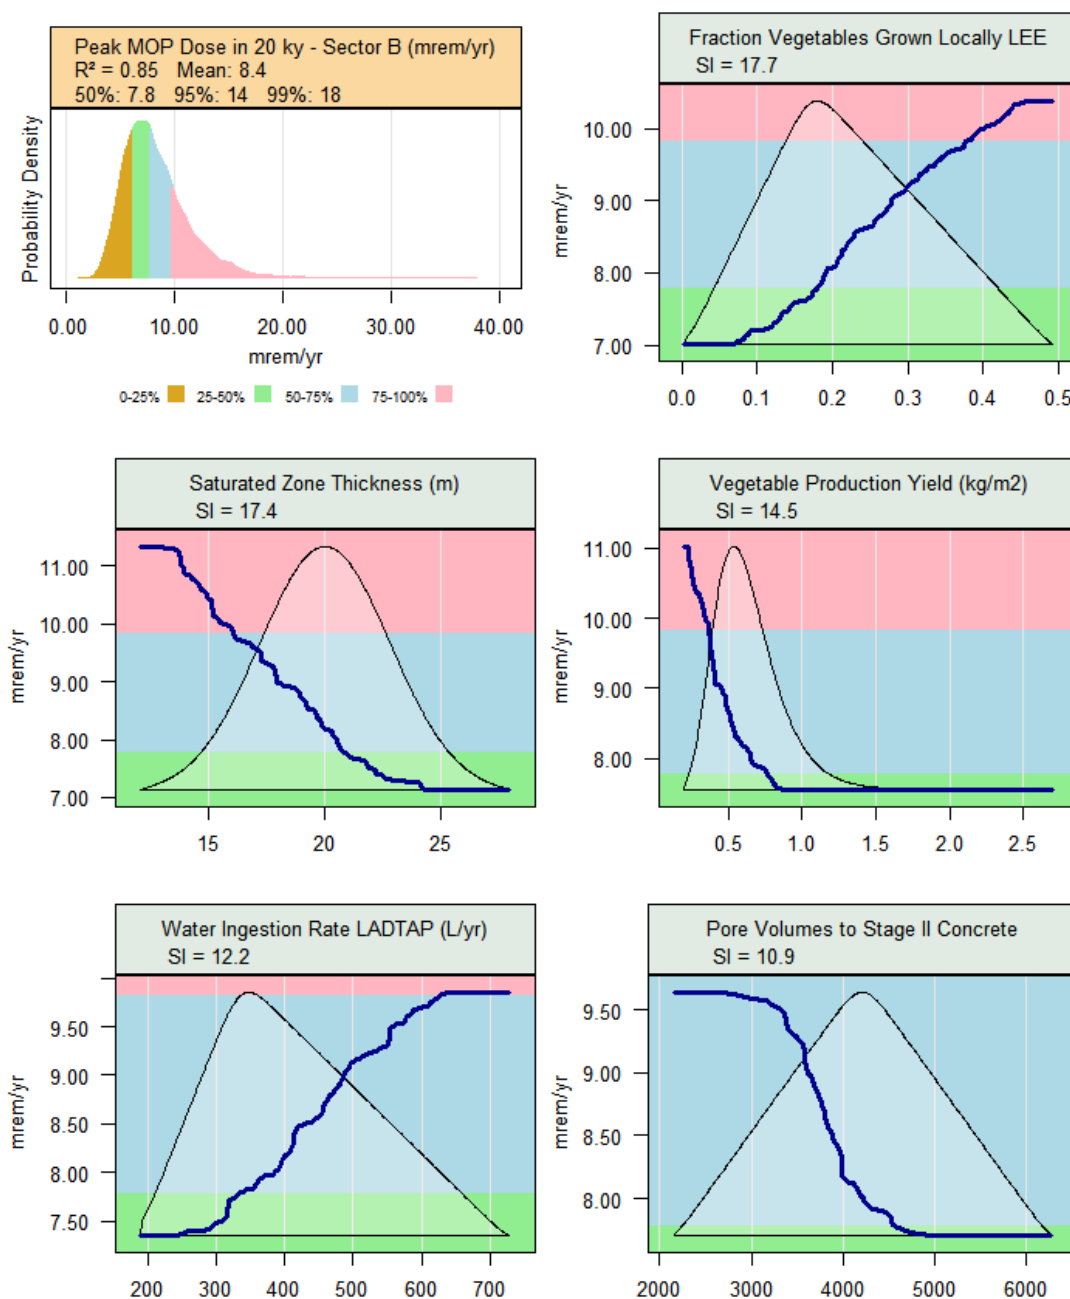 Peak MOP Dose in 20 ky - Sector B (mrem/yr)
R² = 0.85 Mean: 8.4
50%: 7.8 95%: 14 99%: 18
Probability Density
0.00 10.00 20.00 30.00 40.00
mrem/yr
0-25% 25-50% 50-75% 75-100%
Fraction Vegetables Grown Locally LEE
SI = 17.7
mrem/yr
10.00
9.00
8.00
7.00
0.0 0.1 0.2 0.3 0.4 0.5
Saturated Zone Thickness (m)
SI = 17.4
mrem/yr
11.00
10.00
9.00
8.00
7.00
15 20 25
Vegetable Production Yield (kg/m2)
SI = 14.5
mrem/yr
11.00
10.00
9.00
8.00
0.5 1.0 1.5 2.0 2.5
Water Ingestion Rate LADTAP (L/yr)
SI = 12.2
mrem/yr
9.50
9.00
8.50
8.00
7.50
200 300 400 500 600 700
Pore Volumes to Stage II Concrete
SI = 10.9
mrem/yr
9.50
9.00
8.50
8.00
2000 3000 4000 5000 6000